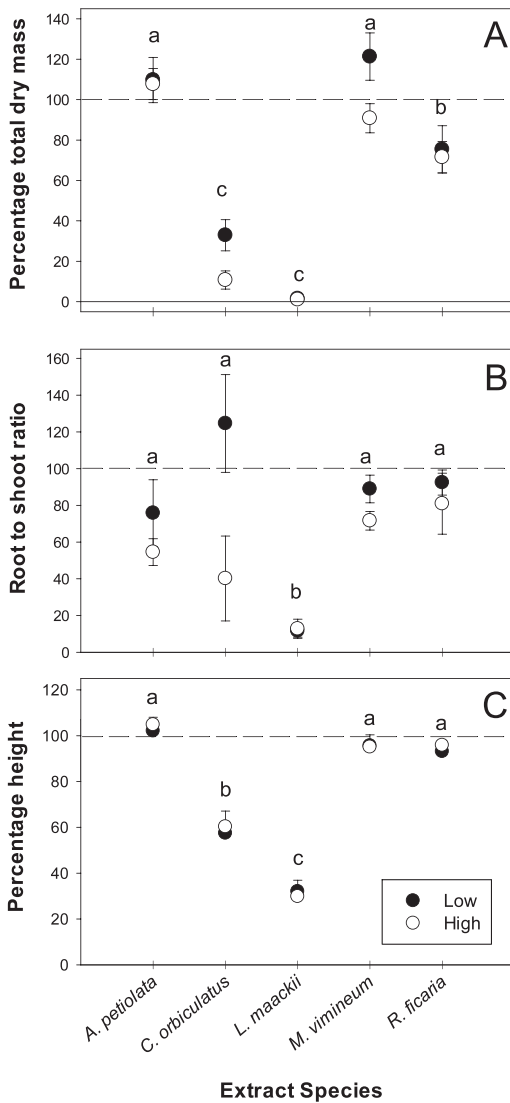 A
Percentage total dry mass
140
120
100
80
60
40
20
0
a
c
c
a
b
B
Root to shoot ratio
160
140
120
100
80
60
40
20
0
a
a
b
a
a
C
Percentage height
120
100
80
60
40
20
0
a
b
c
a
a
Low
High
A. petiolata
C. orbiculatus
L. maackii
M. vimineum
R. ficaria
Extract Species